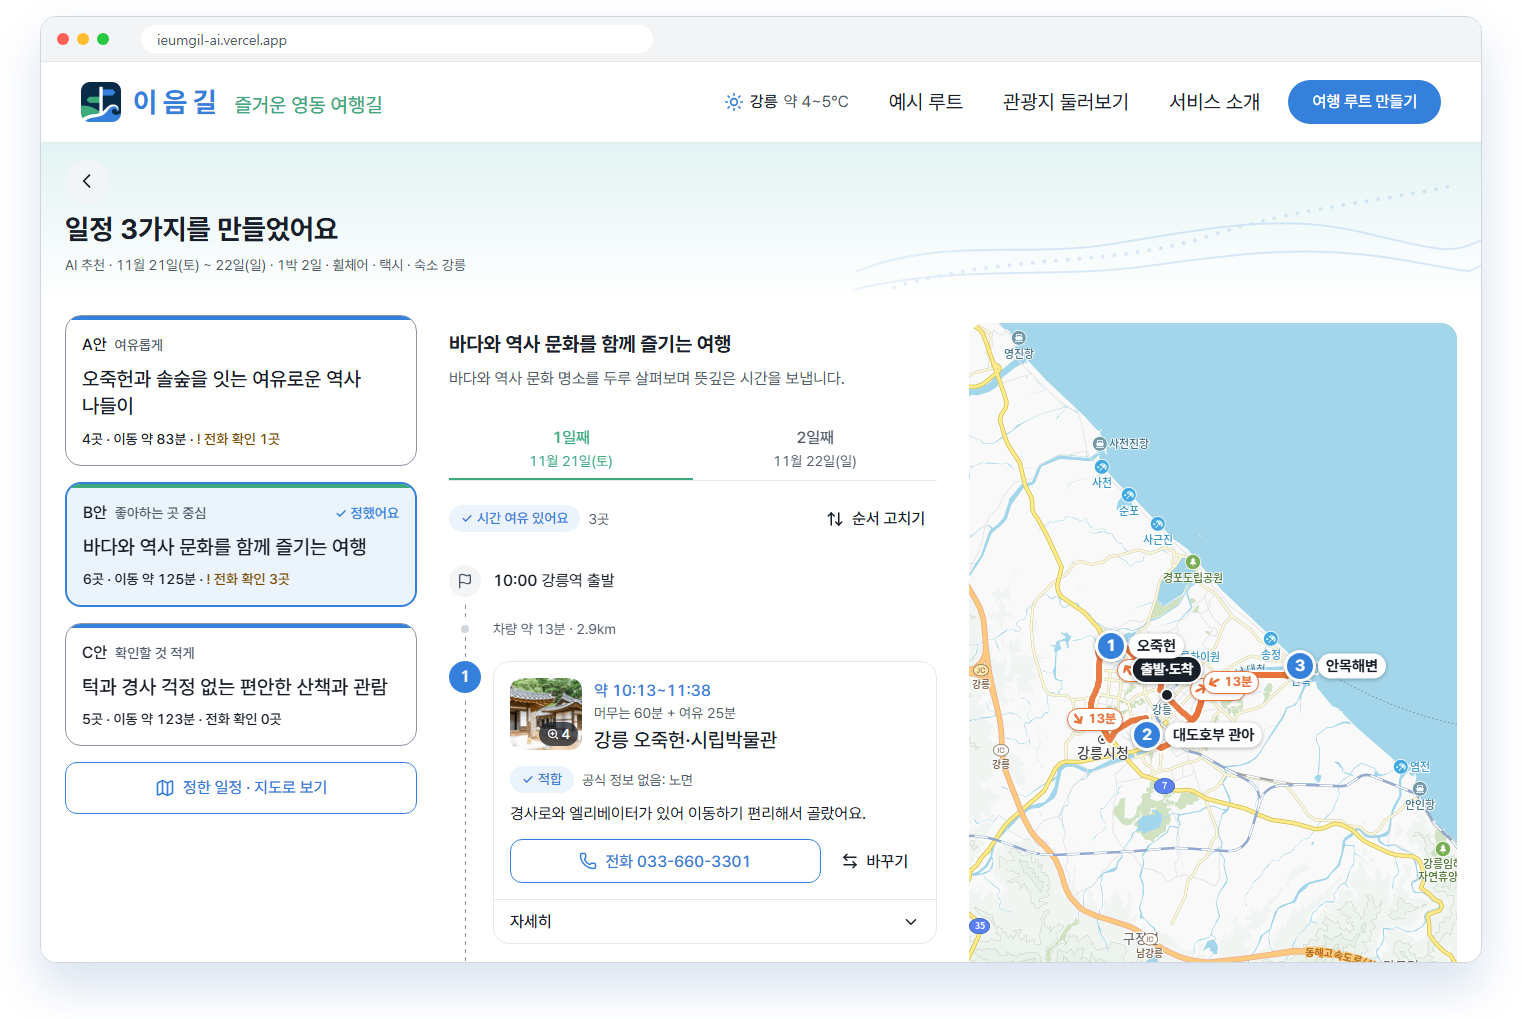 ieumgil-ai.vercel.app
이음길 즐거운 영동 여행길
강릉 약 4~5°C
예시 루트
관광지 둘러보기
서비스 소개
여행 루트 만들기
일정 3가지를 만들었어요
AI 추천 · 11월 21일(토) ~ 22일(일) · 1박 2일 · 휠체어 · 택시 · 숙소 강릉
A안 여유롭게
오죽헌과 솔숲을 잇는 여유로운 역사
나들이
4곳 · 이동 약 83분 · ! 전화 확인 1곳
B안 좋아하는 곳 중심
✓ 정했어요
바다와 역사 문화를 함께 즐기는 여행
6곳 · 이동 약 125분 · ! 전화 확인 3곳
C안 확인할 것 적게
턱과 경사 걱정 없는 편안한 산책과 관람
5곳 · 이동 약 123분 · 전화 확인 0곳
정한 일정 · 지도로 보기
바다와 역사 문화를 함께 즐기는 여행
바다와 역사 문화 명소를 두루 살펴보며 뜻깊은 시간을 보냅니다.
1일째
11월 21일(토)
2일째
11월 22일(일)
✓ 시간 여유 있어요
3곳
순서 고치기
10:00 강릉역 출발
차량 약 13분 · 2.9km
1
약 10:13~11:38
머무는 60분 + 여유 25분
강릉 오죽헌·시립박물관
4
✓ 적합
공식 정보 없음: 노면
경사로와 엘리베이터가 있어 이동하기 편리해서 골랐어요.
전화 033-660-3301
바꾸기
자세히
영진항
사천진항
사천
순포
사근진
경포도립공원
1
오죽헌
출발·도착
송정
3
안목해변
13분
JC
강릉
13분
강릉
2
대도호부 관아
강릉시청
IC
강릉
7
염전
안인항
강릉임해
자연휴양
35
IC
남강릉
동해고속도로